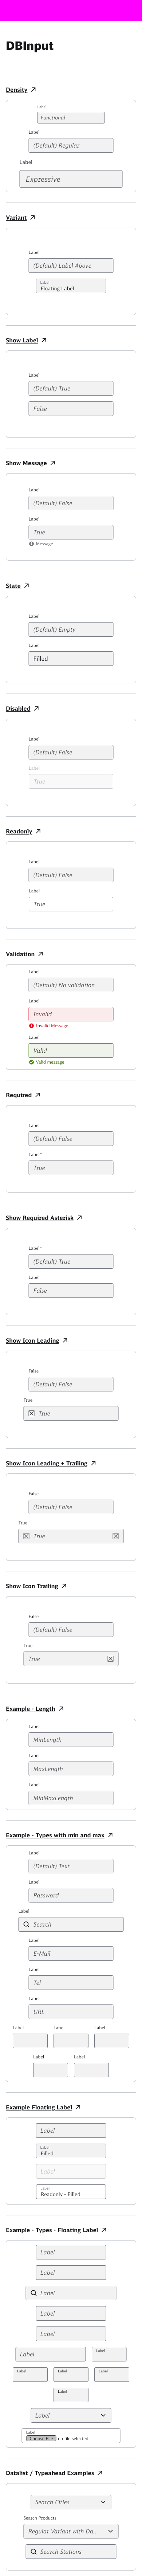 DBInput
Density
Label
Functional
Label
(Default) Regular
Label
Expressive
Variant
Label
(Default) Label Above
Label
Floating Label
Show Label
Label
(Default) True
False
Show Message
Label
(Default) False
Label
True
Message
State
Label
(Default) Empty
Label
Filled
Disabled
Label
(Default) False
Label
True
Readonly
Label
(Default) False
Label
True
Validation
Label
(Default) No validation
Label
Invalid
Invalid Message
Label
Valid
Valid message
Required
Label
(Default) False
Label*
True
Show Required Asterisk
Label*
(Default) True
Label
False
Show Icon Leading
False
(Default) False
True
True
Show Icon Leading + Trailing
False
(Default) False
True
True
Show Icon Trailing
False
(Default) False
True
True
Example - Length
Label
MinLength
Label
MaxLength
Label
MinMaxLength
Example - Types with min and max
Label
(Default) Text
Label
Password
Label
Search
Label
E-Mail
Label
Tel
Label
URL
Label Label Label
Label Label
Example Floating Label
Label
Label
Filled
Label
Label
Readonly - Filled
Example - Types - Floating Label
Label
Label
Label
Label
Label
Label Label
Label Label Label
Label
Label
Label
Choose File no file selected
Datalist / Typeahead Examples
Search Cities
Search Products
Regular Variant with Da...
Search Stations